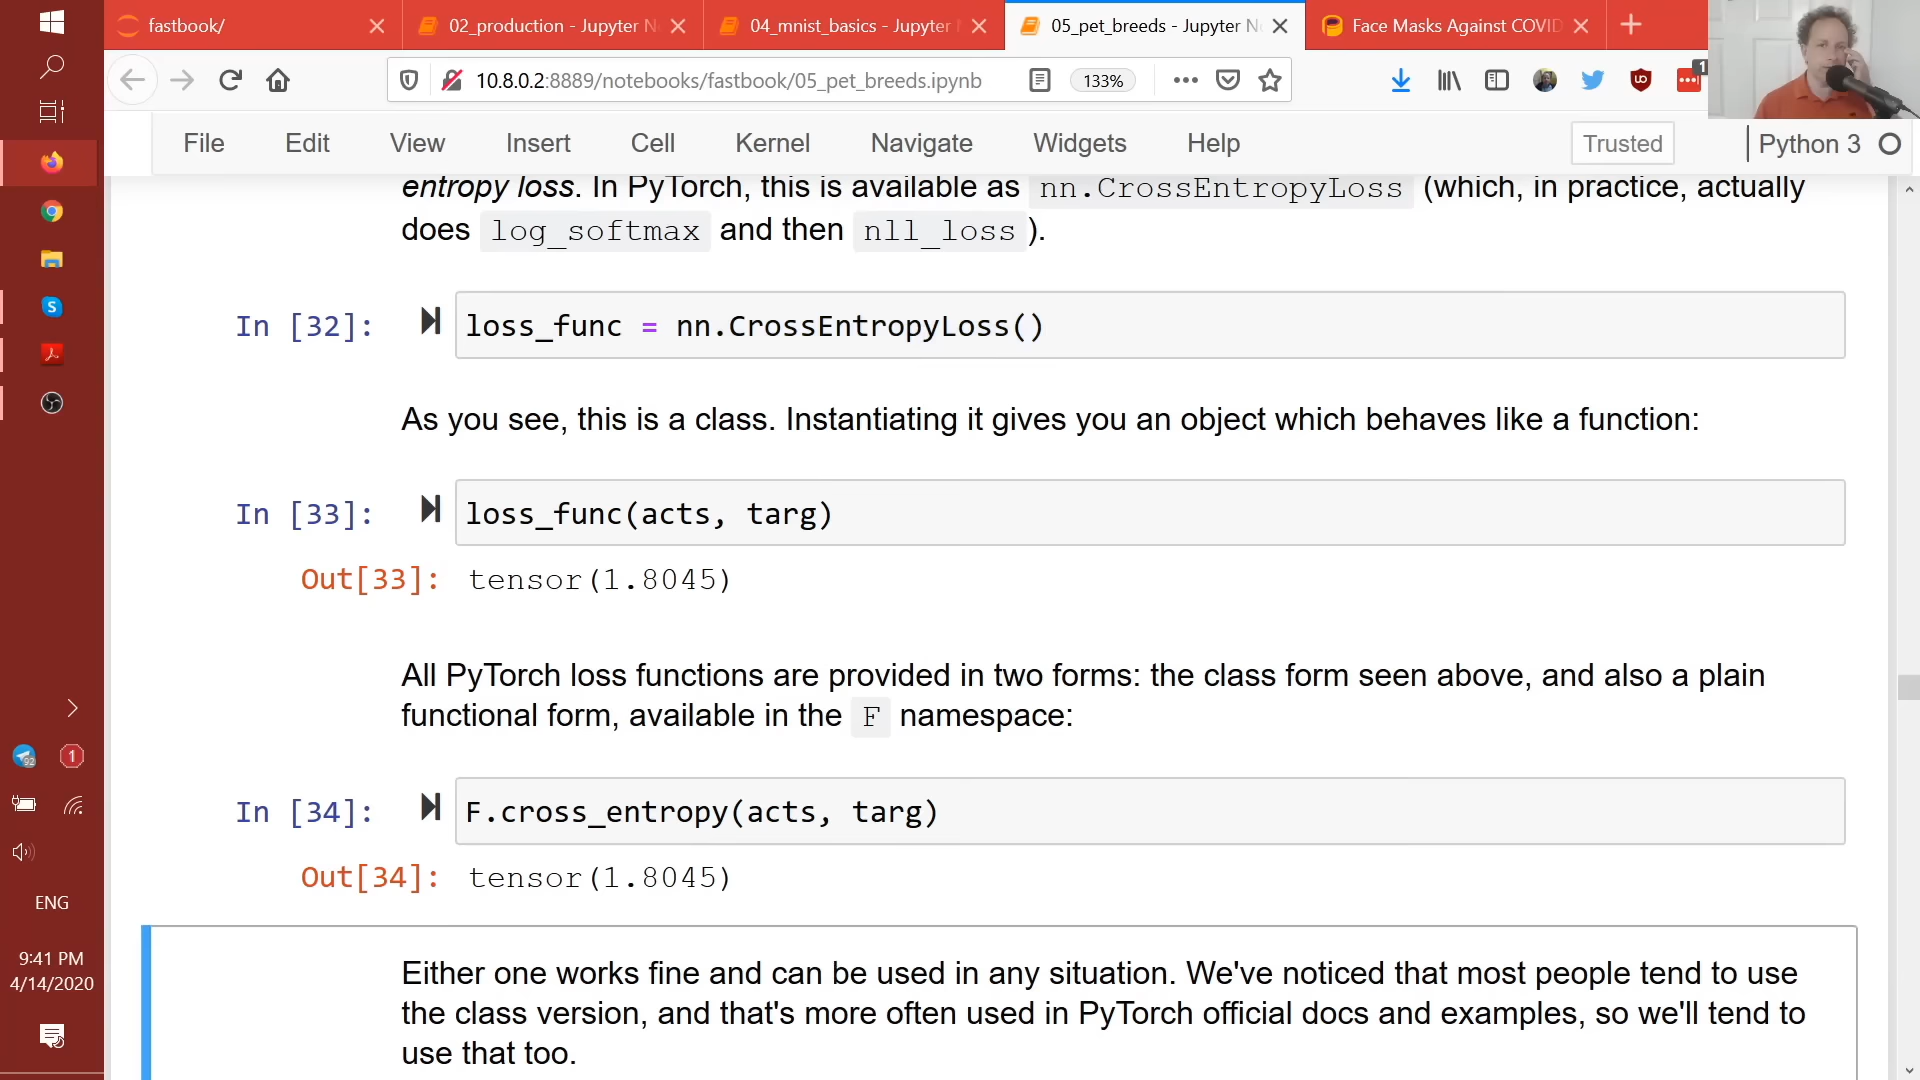 fastbook/
02_production - Jupyter N
04_mnist_basics - Jupyter
05_pet_breeds - Jupyter N
Face Masks Against COVID
10.8.0.2:8889/notebooks/fastbook/05_pet_breeds.ipynb
133%
1
File Edit View Insert Cell Kernel Navigate Widgets Help
Trusted
Python 3
entropy loss. In PyTorch, this is available as nn.CrossEntropyLoss (which, in practice, actually
does log_softmax and then nll_loss ).
In [32]: loss_func = nn.CrossEntropyLoss()
As you see, this is a class. Instantiating it gives you an object which behaves like a function:
In [33]: loss_func(acts, targ)
Out[33]: tensor(1.8045)
All PyTorch loss functions are provided in two forms: the class form seen above, and also a plain
functional form, available in the F namespace:
In [34]: F.cross_entropy(acts, targ)
Out[34]: tensor(1.8045)
Either one works fine and can be used in any situation. We've noticed that most people tend to use
the class version, and that's more often used in PyTorch official docs and examples, so we'll tend to
use that too.
92
1
ENG
9:41 PM
4/14/2020